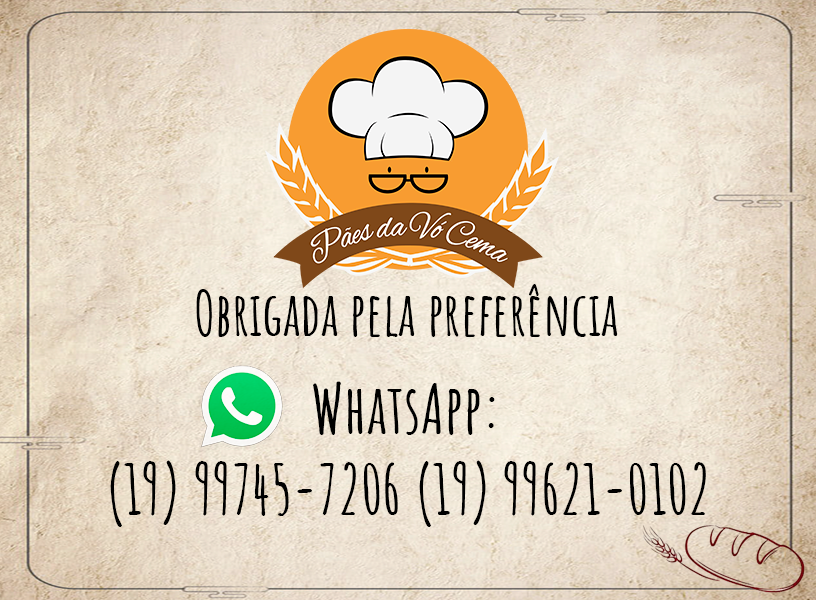 Pães da Vó Cema
Obrigada pela preferência
WhatsApp:
(19) 99745-7206 (19) 99621-0102